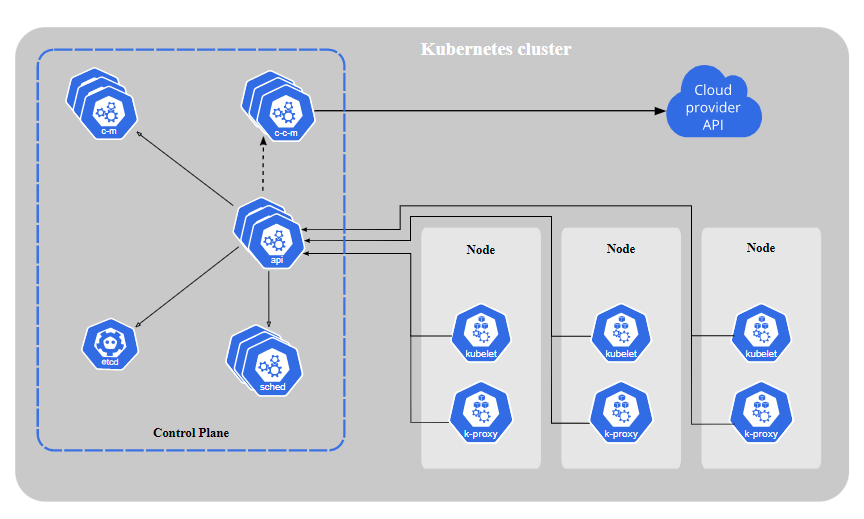 Kubernetes cluster
c-m
c-c-m
Cloud
provider
API
api
etcd
sched
Control Plane
Node
kubelet
k-proxy
Node
kubelet
k-proxy
Node
kubelet
k-proxy